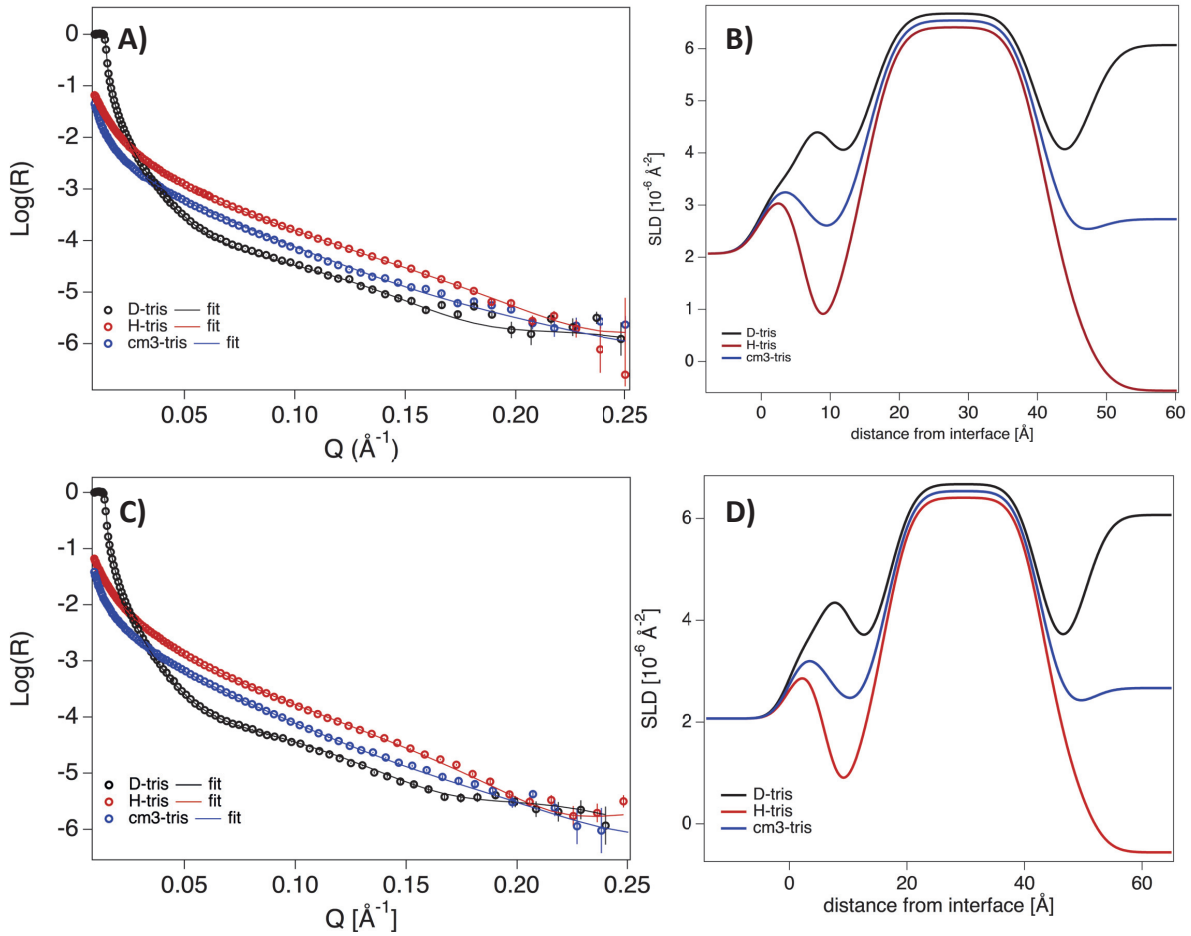 A)
Log(R)
0
-1
-2
-3
-4
-5
-6
D-tris — fit
H-tris — fit
cm3-tris — fit
0.05 0.10 0.15 0.20 0.25
Q (Å-1)
B)
SLD [10-6 Å-2]
6
5
4
3
2
1
0
D-tris
H-tris
cm3-tris
0 10 20 30 40 50 60
distance from interface [Å]
C)
Log(R)
0
-1
-2
-3
-4
-5
-6
D-tris — fit
H-tris — fit
cm3-tris — fit
0.05 0.10 0.15 0.20 0.25
Q [Å-1]
D)
SLD [10-6 Å-2]
6
4
2
0
D-tris
H-tris
cm3-tris
0 20 40 60
distance from interface [Å]